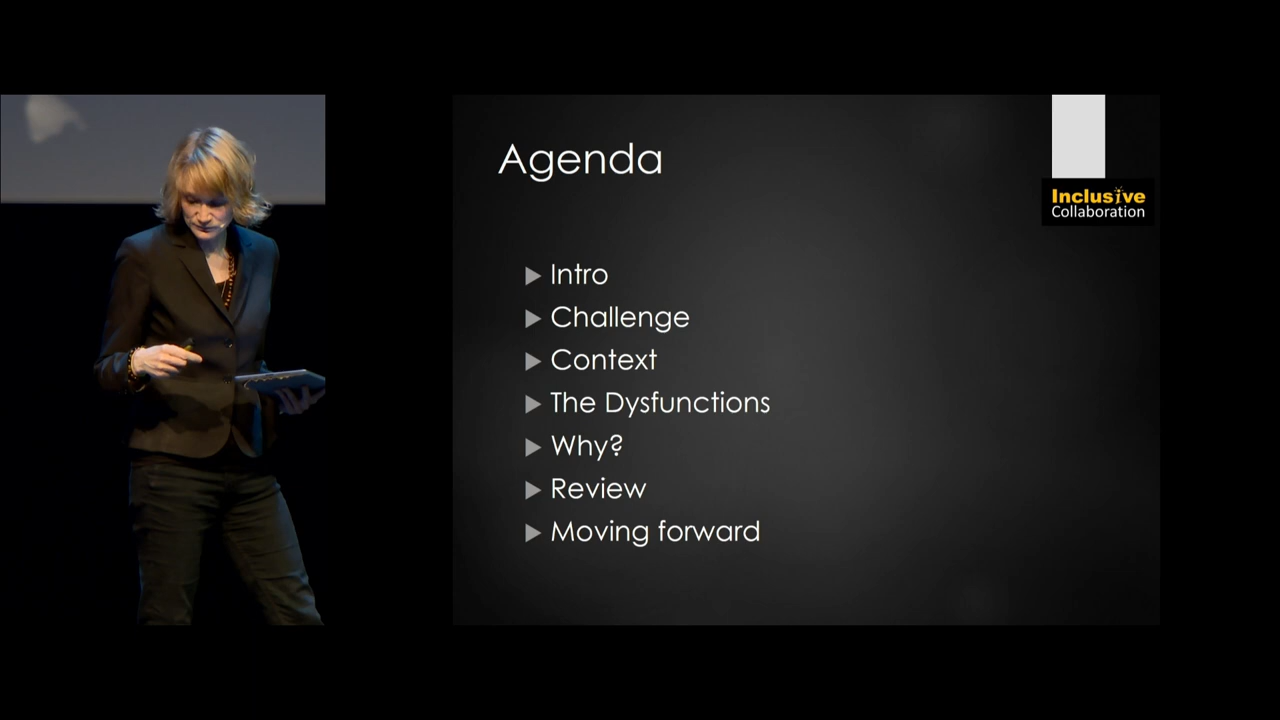 Agenda
Inclusive
Collaboration
Intro
Challenge
Context
The Dysfunctions
Why?
Review
Moving forward